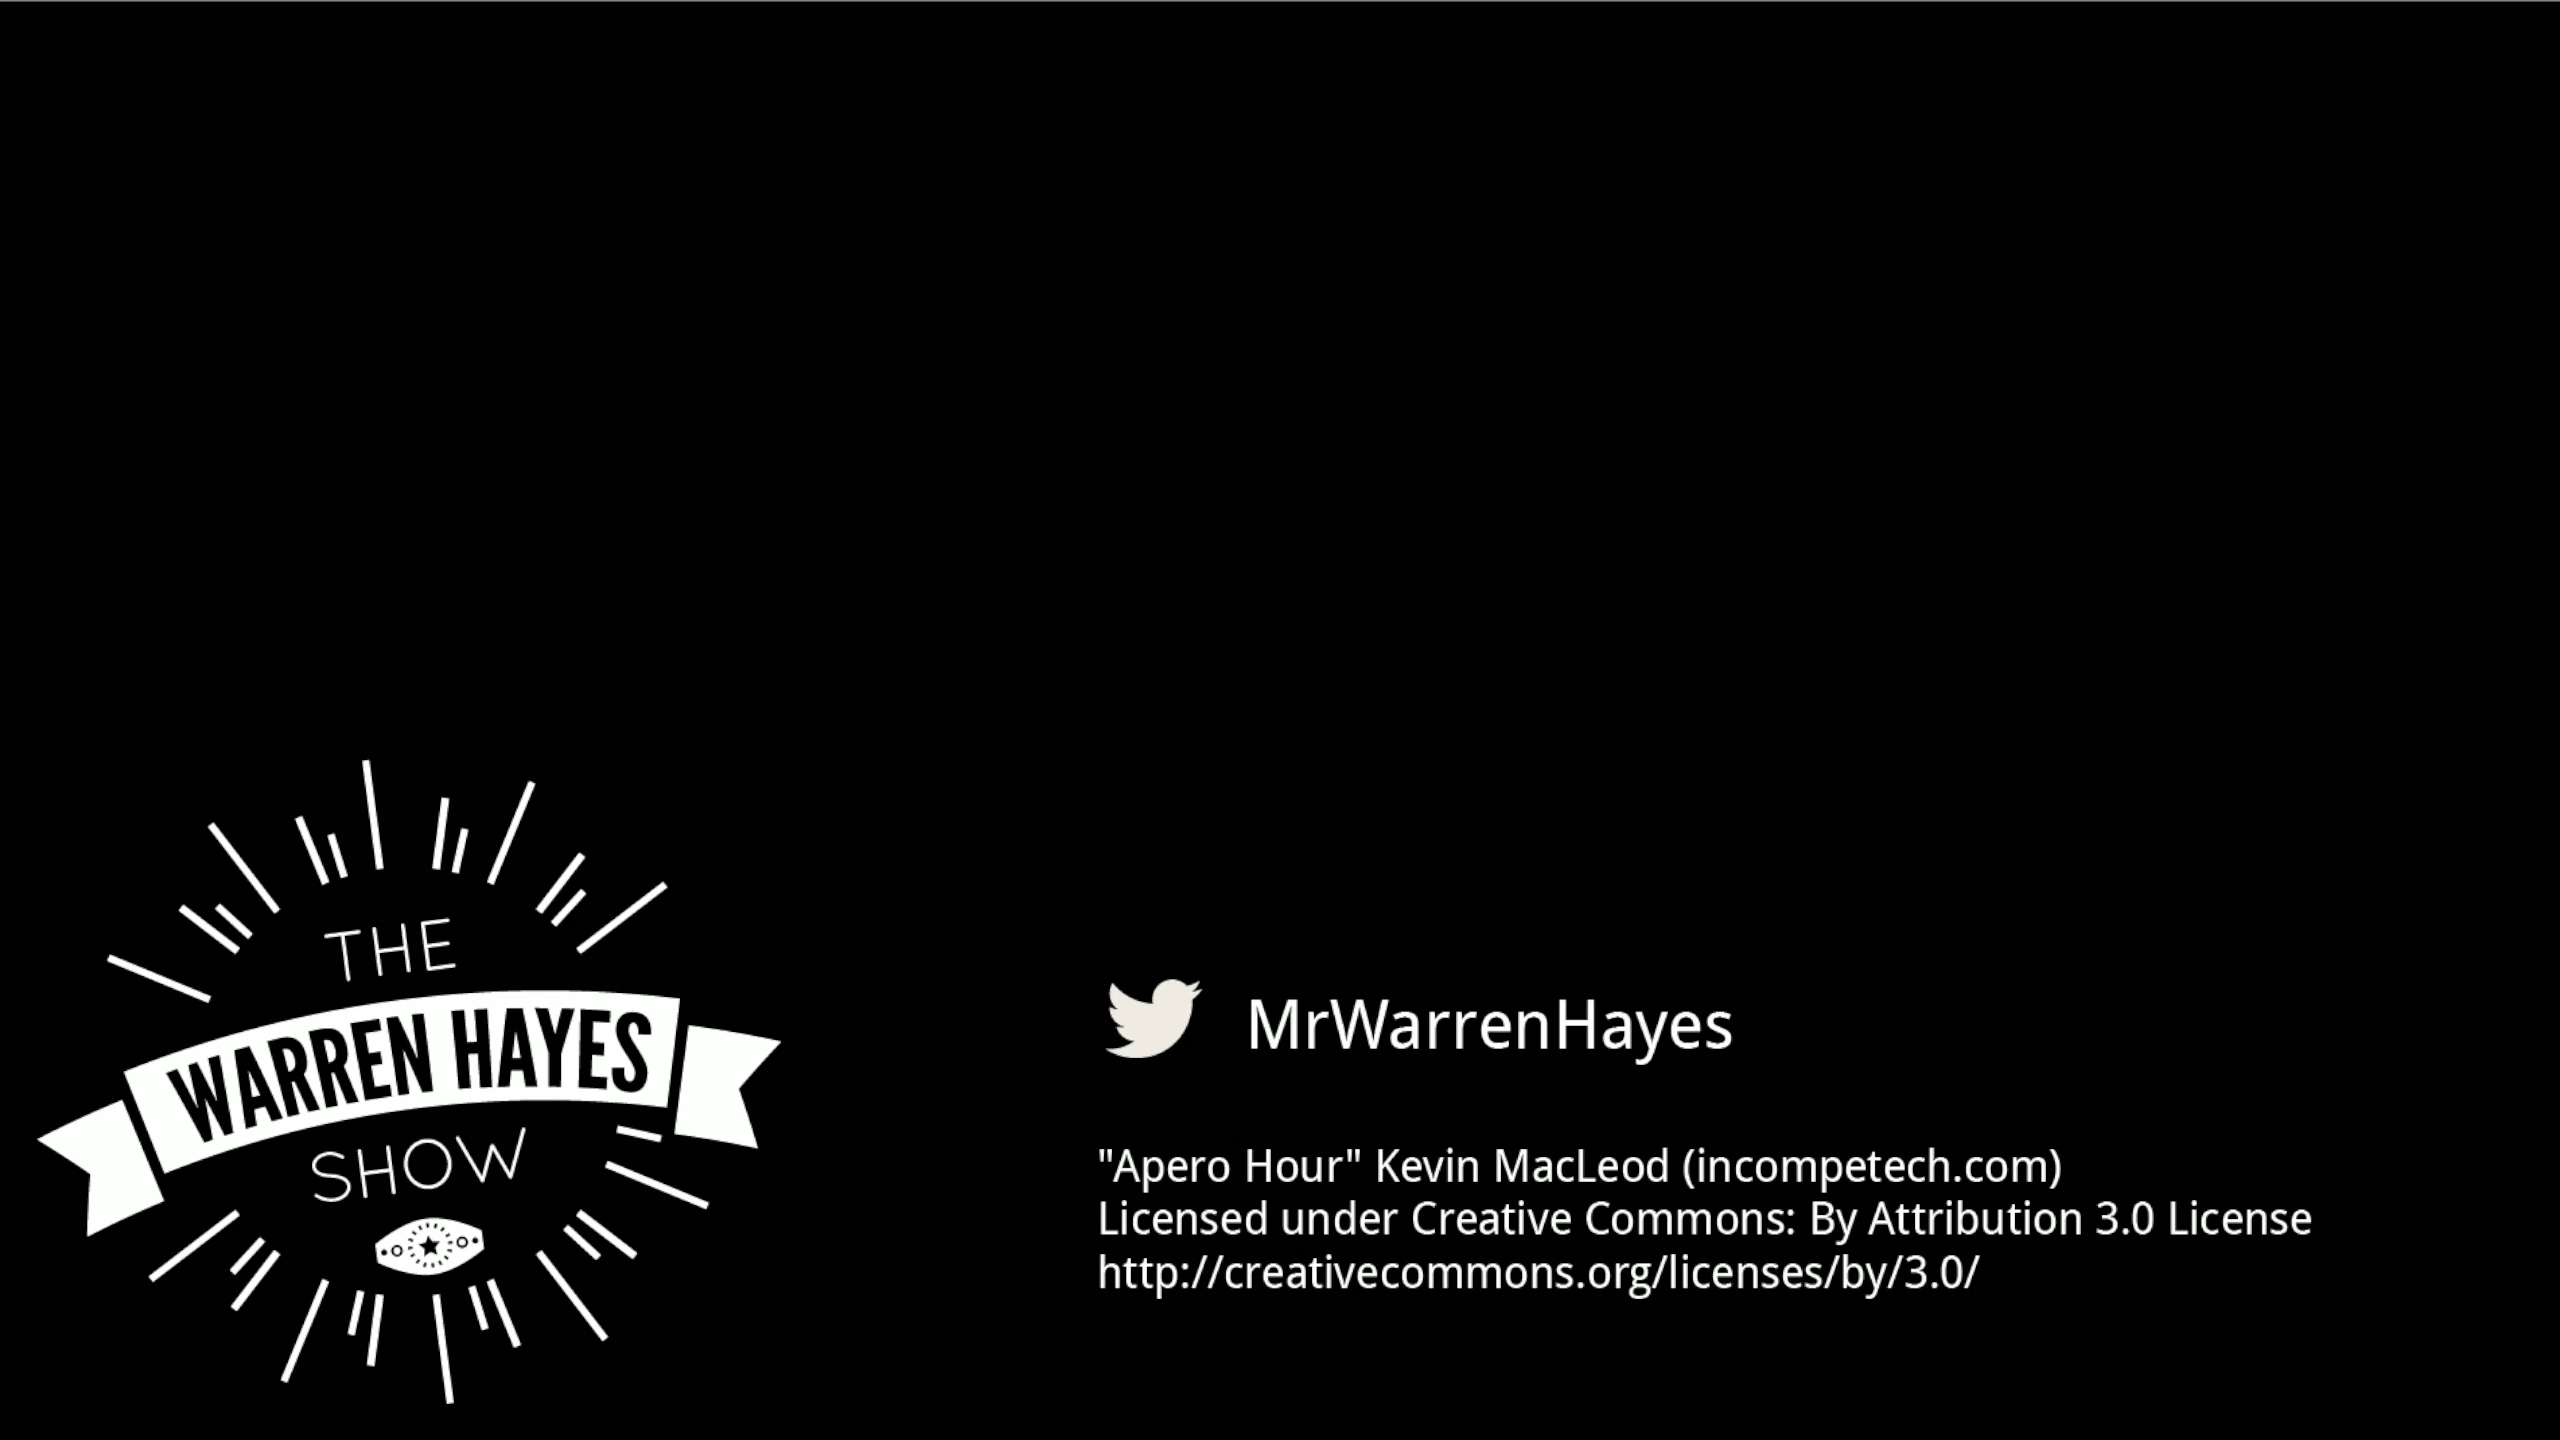 THE
WARREN HAYES
SHOW
MrWarrenHayes
"Apero Hour" Kevin MacLeod (incompetech.com)
Licensed under Creative Commons: By Attribution 3.0 License
http://creativecommons.org/licenses/by/3.0/